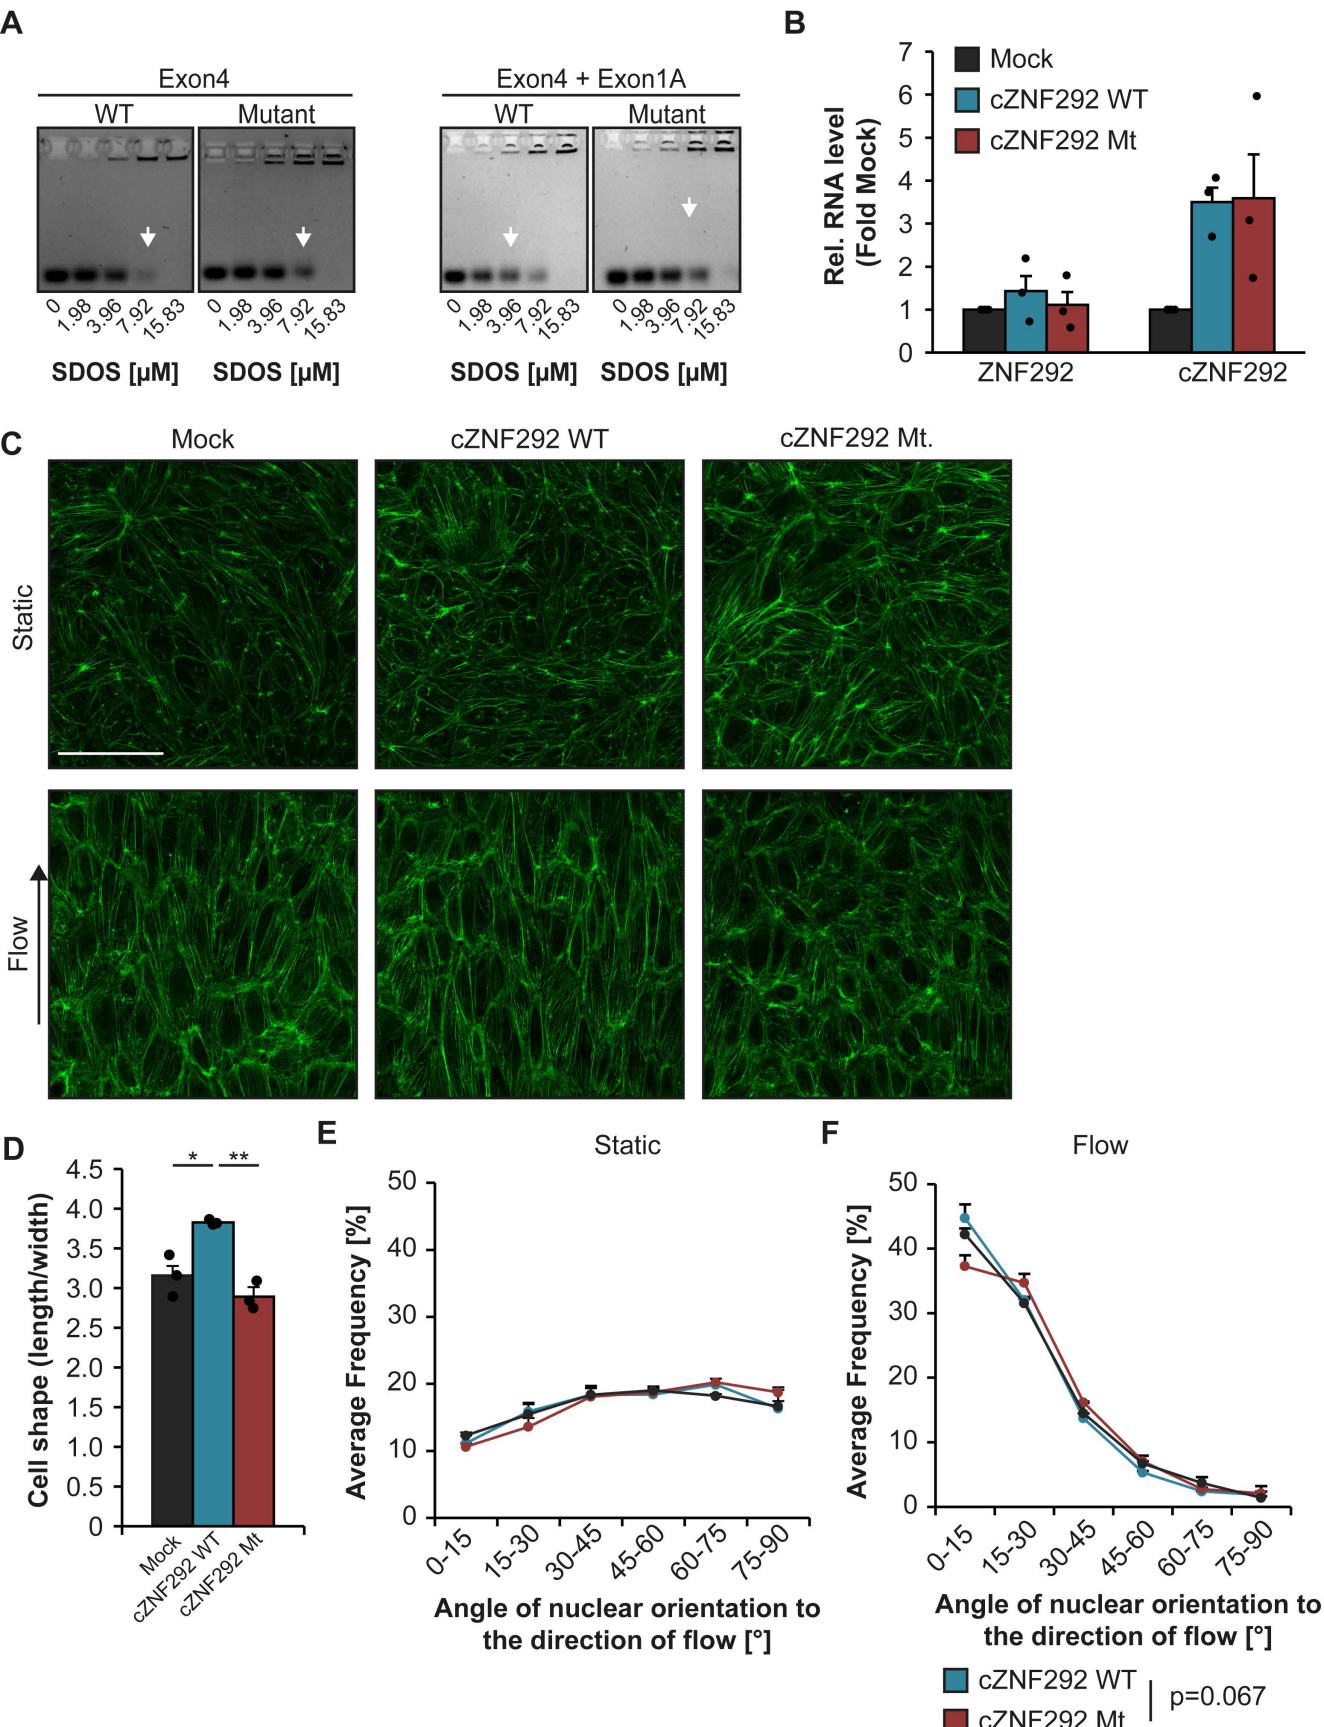 A
Exon4
WT
Mutant
0
1.98
3.96
7.92
15.83
0
1.98
3.96
7.92
15.83
SDOS [µM]
SDOS [µM]
Exon4 + Exon1A
WT
Mutant
0
1.98
3.96
7.92
15.83
0
1.98
3.96
7.92
15.83
SDOS [µM]
SDOS [µM]
B
Rel. RNA level
(Fold Mock)
7
6
5
4
3
2
1
0
Mock
cZNF292 WT
cZNF292 Mt
ZNF292
cZNF292
C
Mock
cZNF292 WT
cZNF292 Mt.
Static
Flow
D
Cell shape (length/width)
4.5
4.0
3.5
3.0
2.5
2.0
1.5
1.0
0.5
0
*
**
Mock
cZNF292 WT
cZNF292 Mt
E
Static
Average Frequency [%]
50
40
30
20
10
0
0-15
15-30
30-45
45-60
60-75
75-90
Angle of nuclear orientation to
the direction of flow [°]
F
Flow
Average Frequency [%]
50
40
30
20
10
0
0-15
15-30
30-45
45-60
60-75
75-90
Angle of nuclear orientation to
the direction of flow [°]
cZNF292 WT
cZNF292 Mt
p=0.067